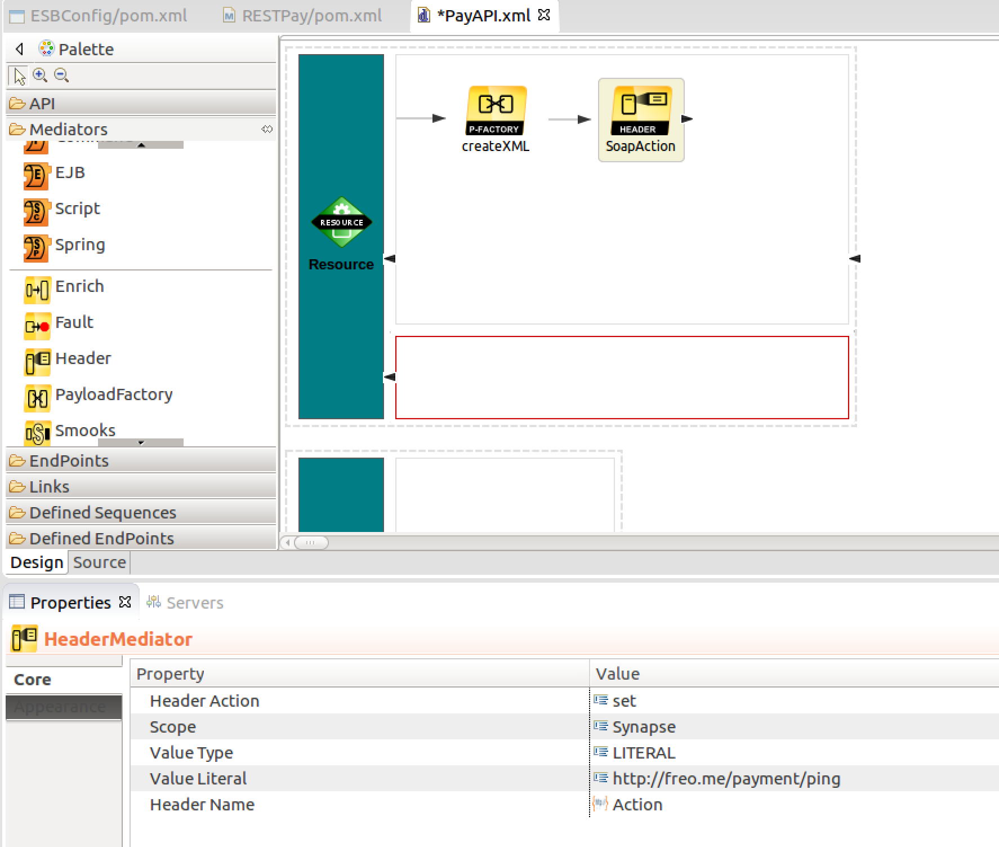 ESBConfig/pom.xml
RESTPay/pom.xml
*PayAPI.xml
Palette
API
Mediators
EJB
Script
Spring
Enrich
Fault
Header
PayloadFactory
Smooks
EndPoints
Links
Defined Sequences
Defined EndPoints
P-FACTORY
createXML
HEADER
SoapAction
RESOURCE
Resource
Design
Source
Properties
Servers
HeaderMediator
Core
Appearance
Property Value
Header Action set
Scope Synapse
Value Type LITERAL
Value Literal http://freo.me/payment/ping
Header Name Action